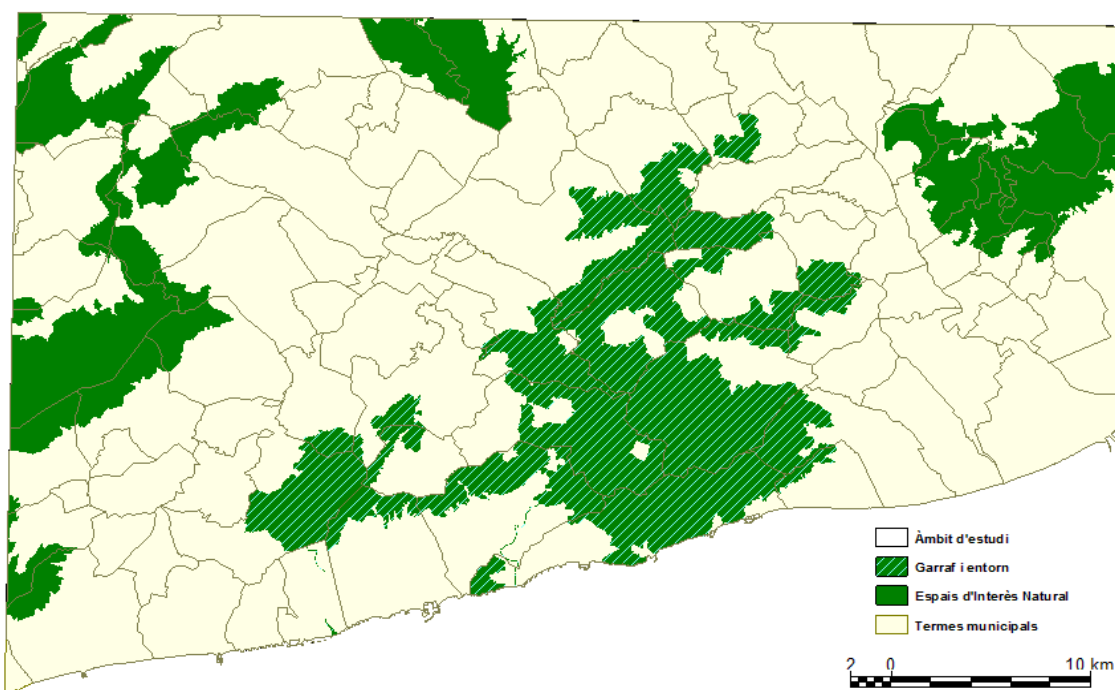 Àmbit d'estudi
Garraf i entorn
Espais d'Interès Natural
Termes municipals
2 0 10 km